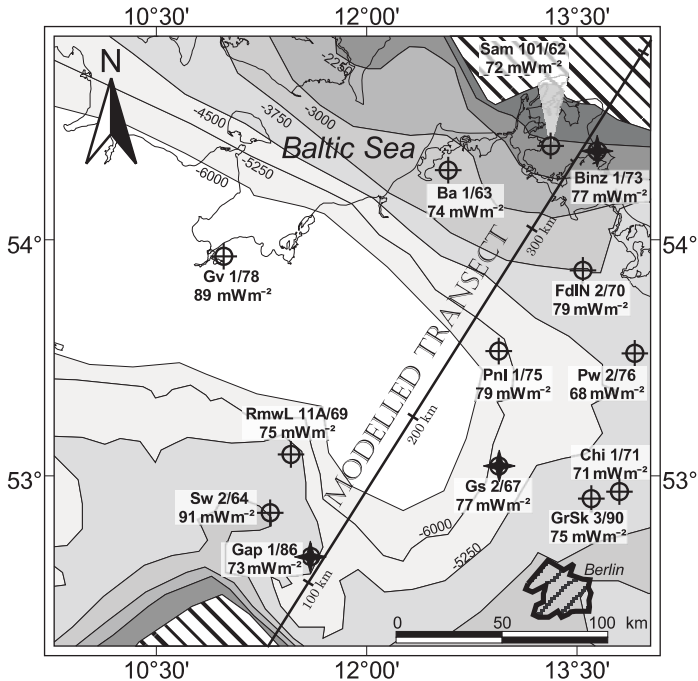 10°30'
12°00'
13°30'
N
Sam 101/62
72 mWm⁻²
-2250
-3000
-3750
-4500
-5250
-6000
Baltic Sea
Ba 1/63
74 mWm⁻²
Binz 1/73
77 mWm⁻²
54°
54°
300 km
Gv 1/78
89 mWm⁻²
FdlN 2/70
79 mWm⁻²
MODELLED TRANSECT
Pnl 1/75
79 mWm⁻²
Pw 2/76
68 mWm⁻²
RmwL 11A/69
75 mWm⁻²
200 km
53°
53°
Chi 1/71
71 mWm⁻²
Sw 2/64
91 mWm⁻²
Gs 2/67
77 mWm⁻²
GrSk 3/90
75 mWm⁻²
-6000
-5250
Gap 1/86
73 mWm⁻²
100 km
Berlin
0
50
100
km
10°30'
12°00'
13°30'